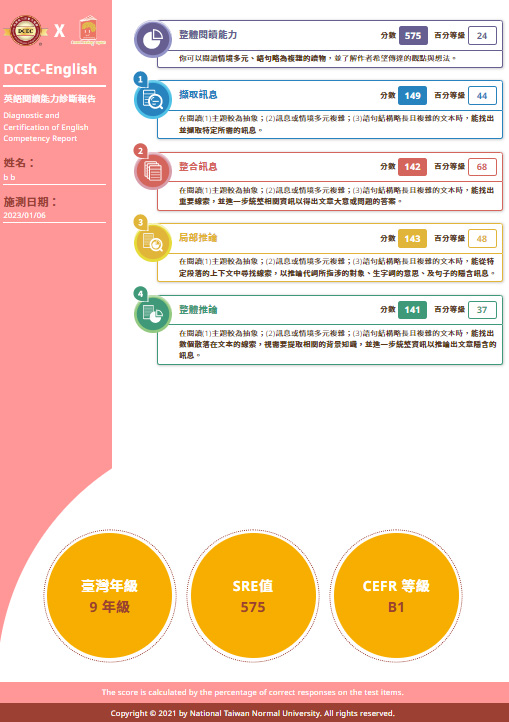 DCEC
X
DCEC-English
英語閱讀能力診斷報告
Diagnostic and
Certification of English
Competency Report
姓名：
b b
施測日期：
2023/01/06
整體閱讀能力 分數 575 百分等級 24
你可以閱讀情境多元、語句略為複雜的讀物，並了解作者希望傳達的觀點與想法。
1
擷取訊息 分數 149 百分等級 44
在閱讀(1)主題較為抽象；(2)訊息或情境多元複雜；(3)語句結構略長且複雜的文本時，能找出
並擷取特定所需的訊息。
2
整合訊息 分數 142 百分等級 68
在閱讀(1)主題較為抽象；(2)訊息或情境多元複雜；(3)語句結構略長且複雜的文本時，能找出
重要線索，並進一步統整相關資訊以得出文章大意或問題的答案。
3
局部推論 分數 143 百分等級 48
在閱讀(1)主題較為抽象；(2)訊息或情境多元複雜；(3)語句結構略長且複雜的文本時，能從特
定段落的上下文中尋找線索，以推論代詞所指涉的對象、生字詞的意思、及句子的隱含訊息。
4
整體推論 分數 141 百分等級 37
在閱讀(1)主題較為抽象；(2)訊息或情境多元複雜；(3)語句結構略長且複雜的文本時，能找出
數個散落在文本的線索，視需要提取相關的背景知識，並進一步統整資訊以推論出文章隱含的
訊息。
臺灣年級
9 年級
SRE值
575
CEFR 等級
B1
The score is calculated by the percentage of correct responses on the test items.
Copyright © 2021 by National Taiwan Normal University. All rights reserved.